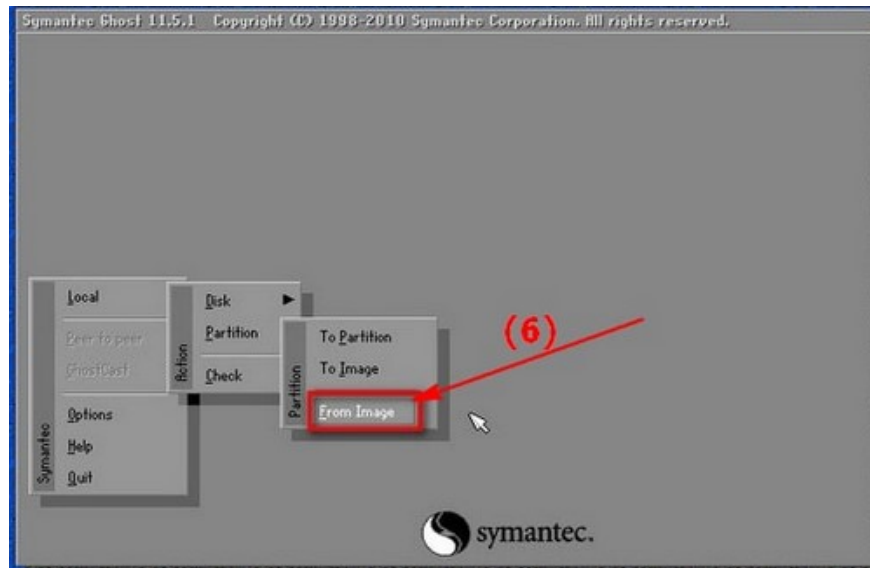 Symantec Ghost 11.5.1 Copyright (C) 1998-2010 Symantec Corporation. All rights reserved.
Local
Peer to peer
GhostCast
Options
Help
Quit
Symantec
Disk
Partition
Check
Action
To Partition
To Image
From Image
Partition
(6)
symantec.